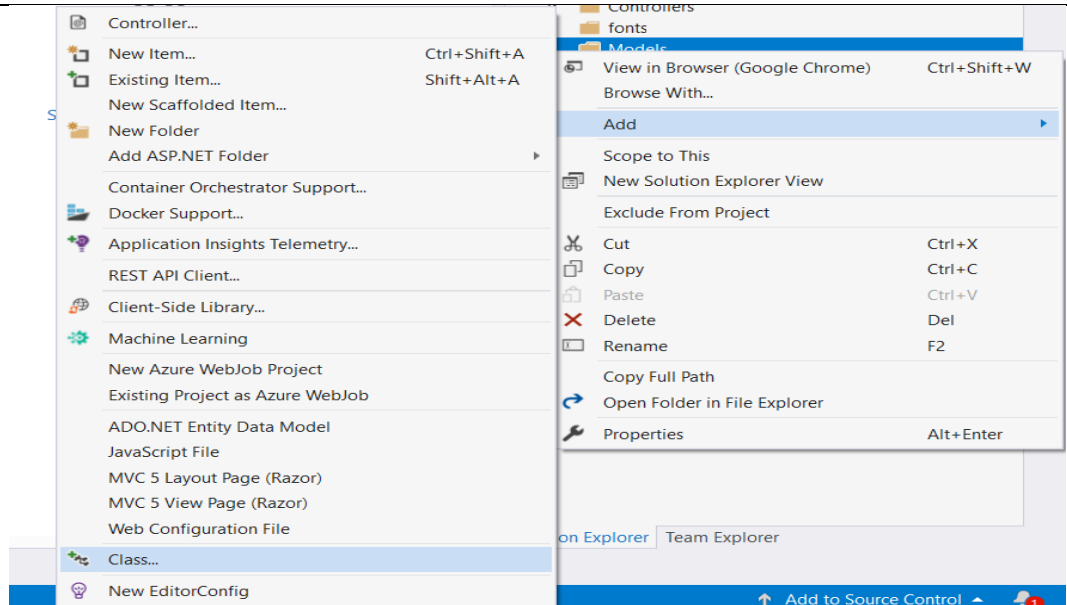 Controllers
fonts
Models
Controller...
New Item... Ctrl+Shift+A
Existing Item... Shift+Alt+A
New Scaffolded Item...
New Folder
Add ASP.NET Folder
Container Orchestrator Support...
Docker Support...
Application Insights Telemetry...
REST API Client...
Client-Side Library...
Machine Learning
New Azure WebJob Project
Existing Project as Azure WebJob
ADO.NET Entity Data Model
JavaScript File
MVC 5 Layout Page (Razor)
MVC 5 View Page (Razor)
Web Configuration File
Class...
New EditorConfig
View in Browser (Google Chrome) Ctrl+Shift+W
Browse With...
Add
Scope to This
New Solution Explorer View
Exclude From Project
Cut Ctrl+X
Copy Ctrl+C
Paste Ctrl+V
Delete Del
Rename F2
Copy Full Path
Open Folder in File Explorer
Properties Alt+Enter
on Explorer Team Explorer
Add to Source Control
1